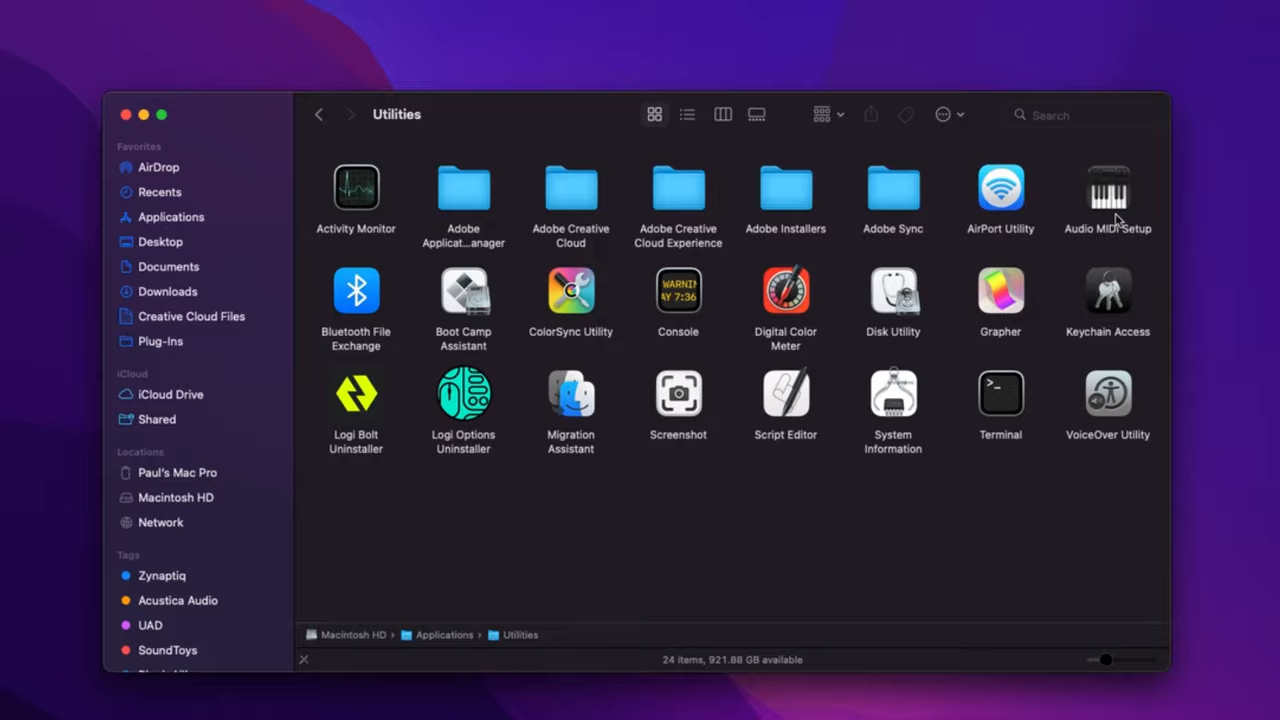 Utilities
Search
Favorites
AirDrop
Recents
Applications
Desktop
Documents
Downloads
Creative Cloud Files
Plug-Ins
iCloud
iCloud Drive
Shared
Locations
Paul's Mac Pro
Macintosh HD
Network
Tags
Zynaptiq
Acustica Audio
UAD
SoundToys
Activity Monitor
Adobe
Applicat...anager
Adobe Creative
Cloud
Adobe Creative
Cloud Experience
Adobe Installers
Adobe Sync
AirPort Utility
Audio MIDI Setup
Bluetooth File
Exchange
Boot Camp
Assistant
ColorSync Utility
WARNIN
AY 7:36
Console
Digital Color
Meter
Disk Utility
Grapher
Keychain Access
Logi Bolt
Uninstaller
Logi Options
Uninstaller
Migration
Assistant
Screenshot
Script Editor
System
Information
>_
Terminal
VoiceOver Utility
Macintosh HD › Applications › Utilities
24 items, 921.88 GB available